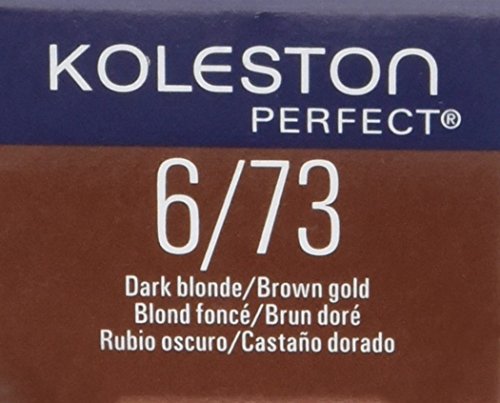 KOLESTON
PERFECT®
6/73
Dark blonde/Brown gold
Blond foncé/Brun doré
Rubio oscuro/Castaño dorado